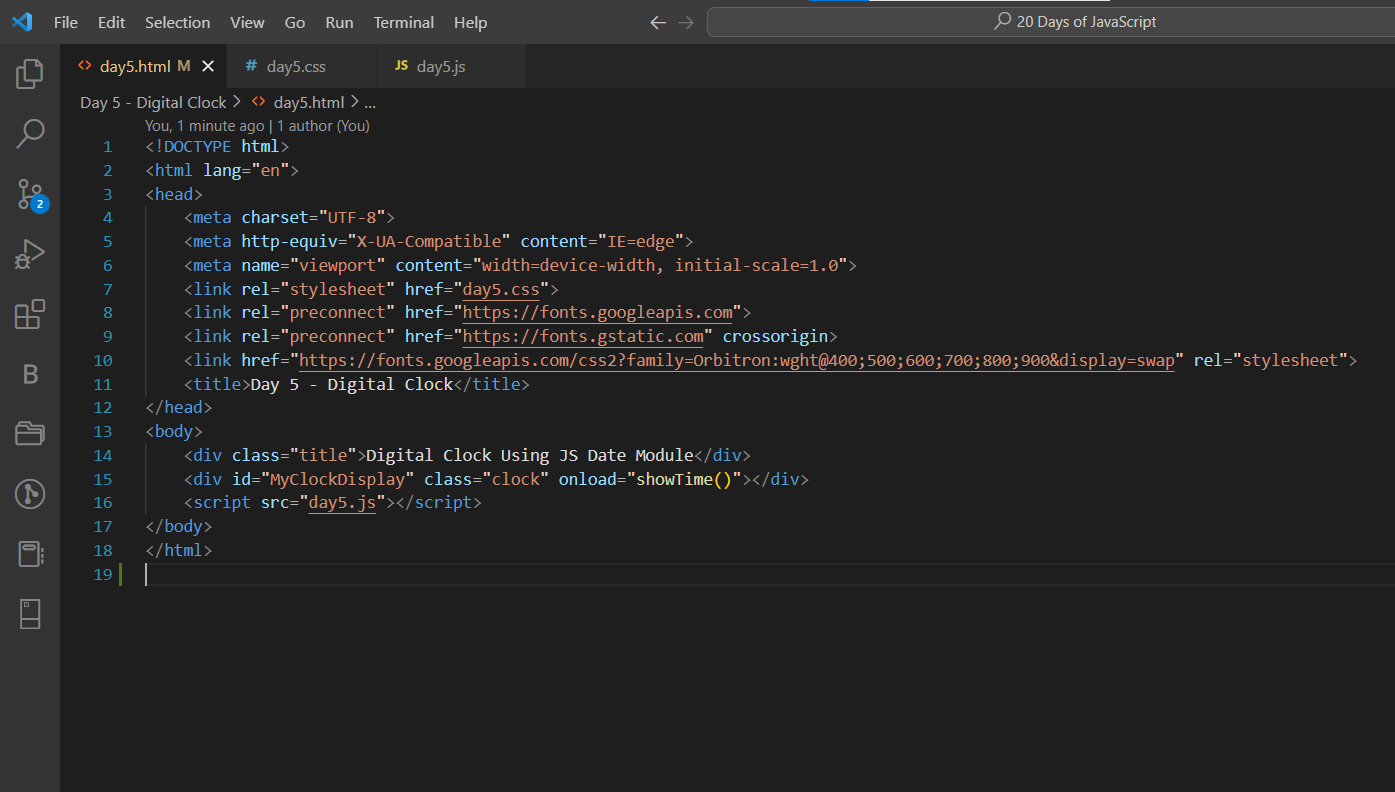 File Edit Selection View Go Run Terminal Help 20 Days of JavaScript
<> day5.html M # day5.css JS day5.js
Day 5 - Digital Clock > <> day5.html > ...
You, 1 minute ago | 1 author (You)
1 <!DOCTYPE html>
2 <html lang="en">
3 <head>
4     <meta charset="UTF-8">
5     <meta http-equiv="X-UA-Compatible" content="IE=edge">
6     <meta name="viewport" content="width=device-width, initial-scale=1.0">
7     <link rel="stylesheet" href="day5.css">
8     <link rel="preconnect" href="https://fonts.googleapis.com">
9     <link rel="preconnect" href="https://fonts.gstatic.com" crossorigin>
10     <link href="https://fonts.googleapis.com/css2?family=Orbitron:wght@400;500;600;700;800;900&display=swap" rel="stylesheet">
11     <title>Day 5 - Digital Clock</title>
12 </head>
13 <body>
14     <div class="title">Digital Clock Using JS Date Module</div>
15     <div id="MyClockDisplay" class="clock" onload="showTime()"></div>
16     <script src="day5.js"></script>
17 </body>
18 </html>
19
2
B